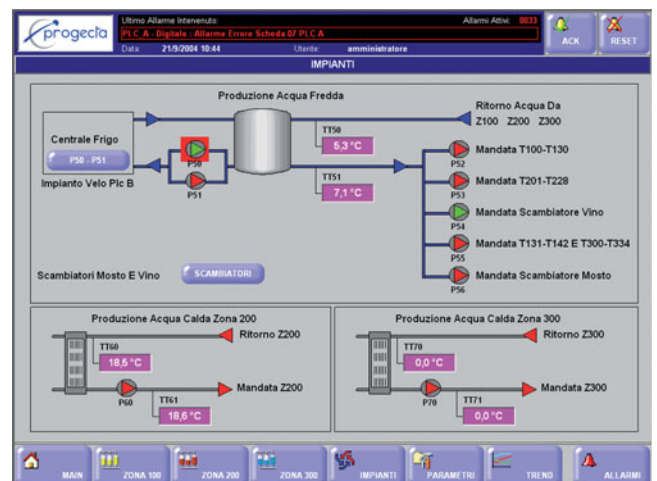 progecta
Ultimo Allarme Intervenuto:
Allarmi Attivi: 0033
PLC_A - Digitale : Allarme Errore Scheda 07 PLC A
Data: 21/9/2004 10:44 Utente: amministratore
ACK
RESET
IMPIANTI
Produzione Acqua Fredda
Ritorno Acqua Da
Z100 Z200 Z300
Centrale Frigo
P50 - P51
Impianto Velo Plc B
P50
P51
TT50
5,3 °C
TT51
7,1 °C
Mandata T100-T130
P52
Mandata T201-T228
P53
Mandata Scambiatore Vino
P54
Mandata T131-T142 E T300-T334
P55
Mandata Scambiatore Mosto
P56
Scambiatori Mosto E Vino
SCAMBIATORI
Produzione Acqua Calda Zona 200
Ritorno Z200
TT60
18,5 °C
Mandata Z200
P60
TT61
18,6 °C
Produzione Acqua Calda Zona 300
Ritorno Z300
TT70
0,0 °C
Mandata Z300
P70
TT71
0,0 °C
MAIN
ZONA 100
ZONA 200
ZONA 300
IMPIANTI
PARAMETRI
TREND
ALLARMI